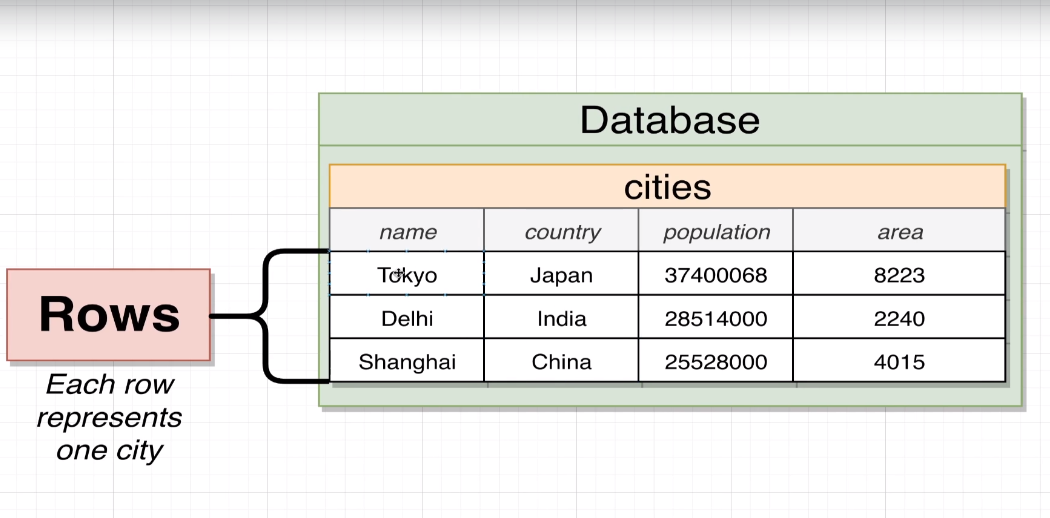 Database
cities
name country population area
Tokyo Japan 37400068 8223
Delhi India 28514000 2240
Shanghai China 25528000 4015
Rows
Each row
represents
one city